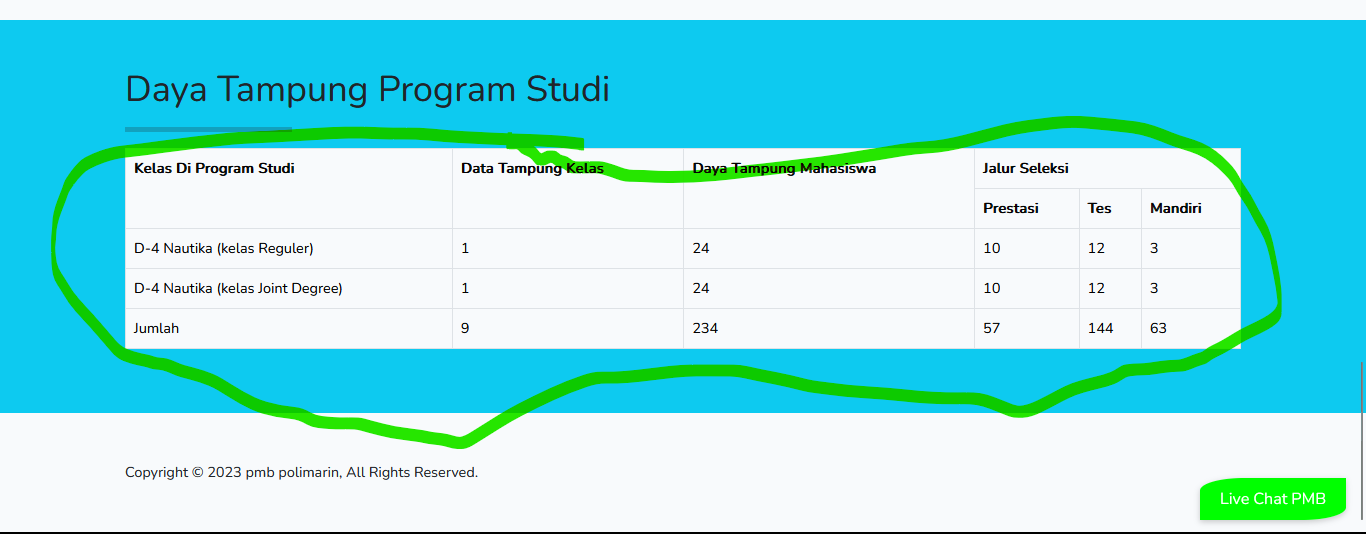 Daya Tampung Program Studi
Kelas Di Program Studi Data Tampung Kelas Daya Tampung Mahasiswa Jalur Seleksi
Prestasi Tes Mandiri
D-4 Nautika (kelas Reguler) 1 24 10 12 3
D-4 Nautika (kelas Joint Degree) 1 24 10 12 3
Jumlah 9 234 57 144 63
Copyright © 2023 pmb polimarin, All Rights Reserved.
Live Chat PMB